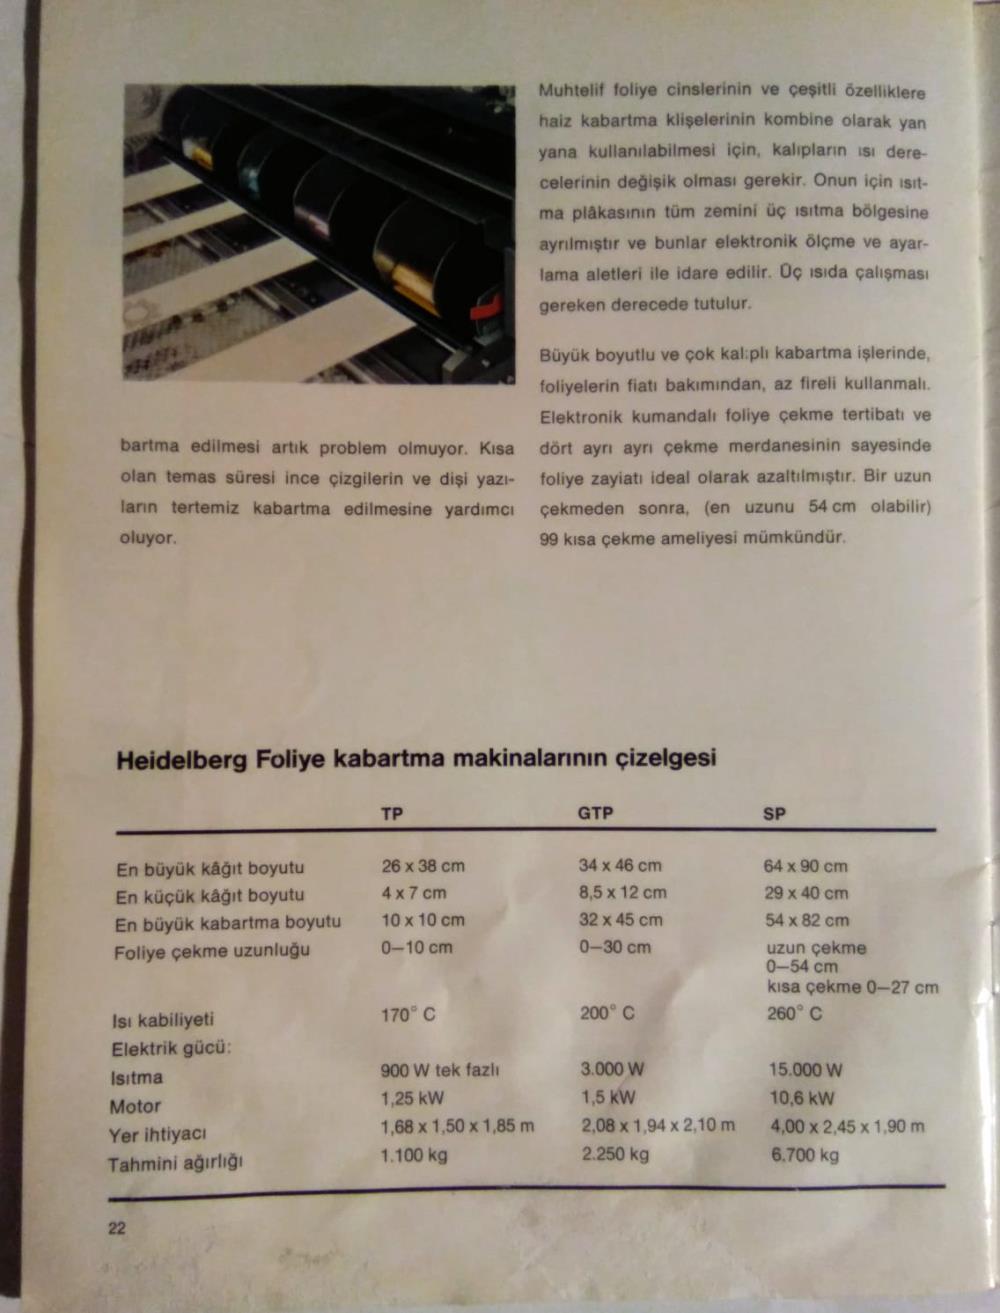 bartma edilmesi artık problem olmuyor. Kısa
olan temas süresi ince çizgilerin ve dişi yazı-
ların tertemiz kabartma edilmesine yardımcı
oluyor.
Muhtelif foliye cinslerinin ve çeşitli özelliklere
haiz kabartma klişelerinin kombine olarak yan
yana kullanılabilmesi için, kalıpların ısı dere-
celerinin değişik olması gerekir. Onun için ısıt-
ma plâkasının tüm zemini üç ısıtma bölgesine
ayrılmıştır ve bunlar elektronik ölçme ve ayar-
lama aletleri ile idare edilir. Üç ısıda çalışması
gereken derecede tutulur.
Büyük boyutlu ve çok kal:plı kabartma işlerinde,
foliyelerin fiatı bakımından, az fireli kullanmalı.
Elektronik kumandalı foliye çekme tertibatı ve
dört ayrı ayrı çekme merdanesinin sayesinde
foliye zayiatı ideal olarak azaltılmıştır. Bir uzun
çekmeden sonra, (en uzunu 54 cm olabilir)
99 kısa çekme ameliyesi mümkündür.
Heidelberg Foliye kabartma makinalarının çizelgesi
TP GTP SP
En büyük kâğıt boyutu 26 x 38 cm 34 x 46 cm 64 x 90 cm
En küçük kâğıt boyutu 4 x 7 cm 8,5 x 12 cm 29 x 40 cm
En büyük kabartma boyutu 10 x 10 cm 32 x 45 cm 54 x 82 cm
Foliye çekme uzunluğu 0—10 cm 0—30 cm uzun çekme
0—54 cm
kısa çekme 0—27 cm
Isı kabiliyeti 170° C 200° C 260° C
Elektrik gücü:
Isıtma 900 W tek fazlı 3.000 W 15.000 W
Motor 1,25 kW 1,5 kW 10,6 kW
Yer ihtiyacı 1,68 x 1,50 x 1,85 m 2,08 x 1,94 x 2,10 m 4,00 x 2,45 x 1,90 m
Tahmini ağırlığı 1.100 kg 2.250 kg 6.700 kg
22